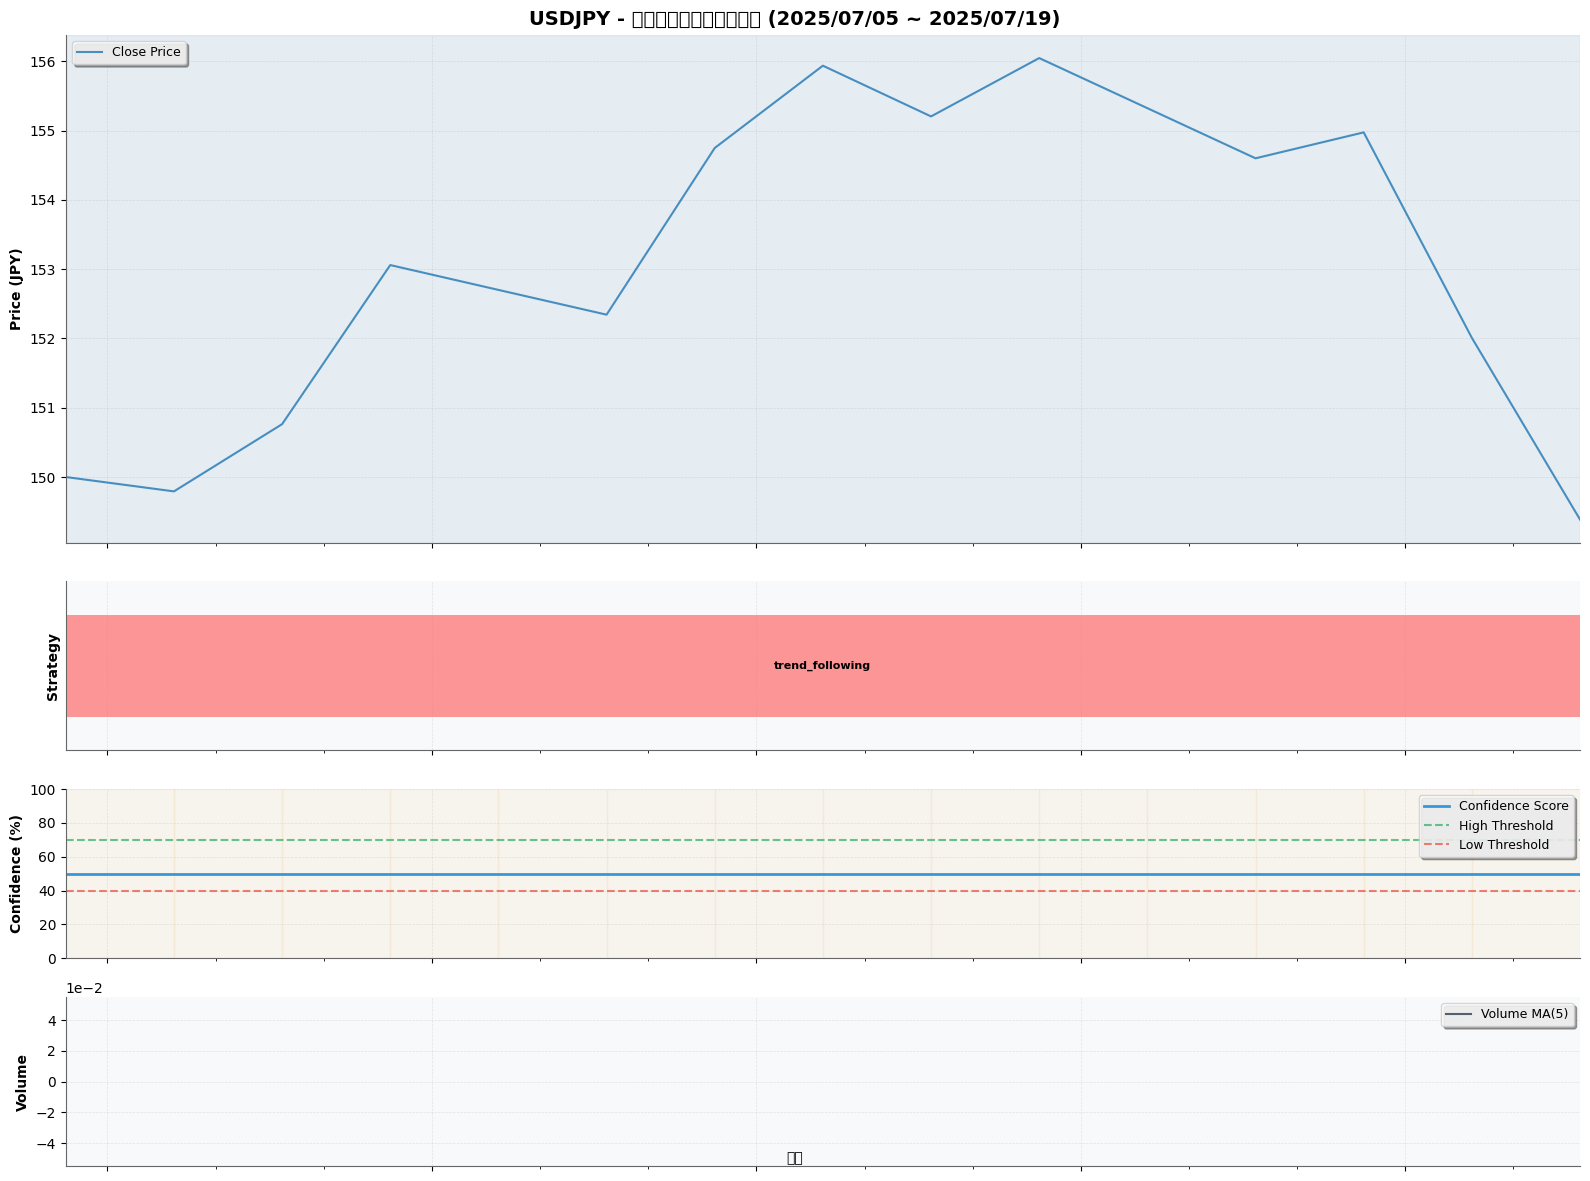 USDJPY - (2025/07/05 ~ 2025/07/19)
Close Price
Price (JPY)
156
155
154
153
152
151
150
Strategy
trend_following
Confidence (%)
100
80
60
40
20
0
Confidence Score
High Threshold
Low Threshold
1e−2
Volume
4
2
0
−2
−4
Volume MA(5)